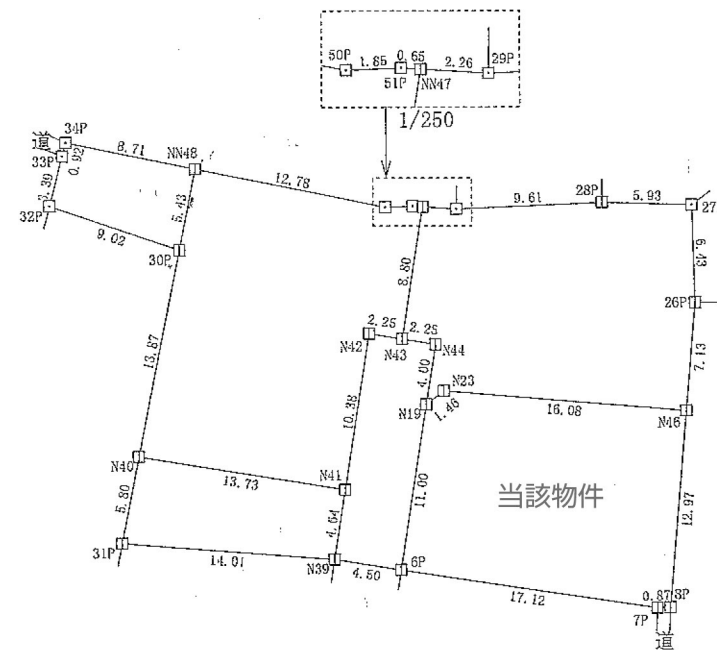 50P 1.85 0.65 2.26 29P
51P NN47
1/250
道 34P
33P 0.92 8.71 NN48
3.39 12.78
32P 5.43
9.02 30P
9.61 28P 5.93 27
6.43
26P
8.80
2.25 2.25
N42 N43 N44
7.13
13.87
4.00 N23
N19 1.46 16.08 N46
10.38
N40 13.73 N41
11.00 当該物件 12.97
5.80 4.64
31P 14.01 N39 4.50 6P
17.12 0.87 8P
7P
道